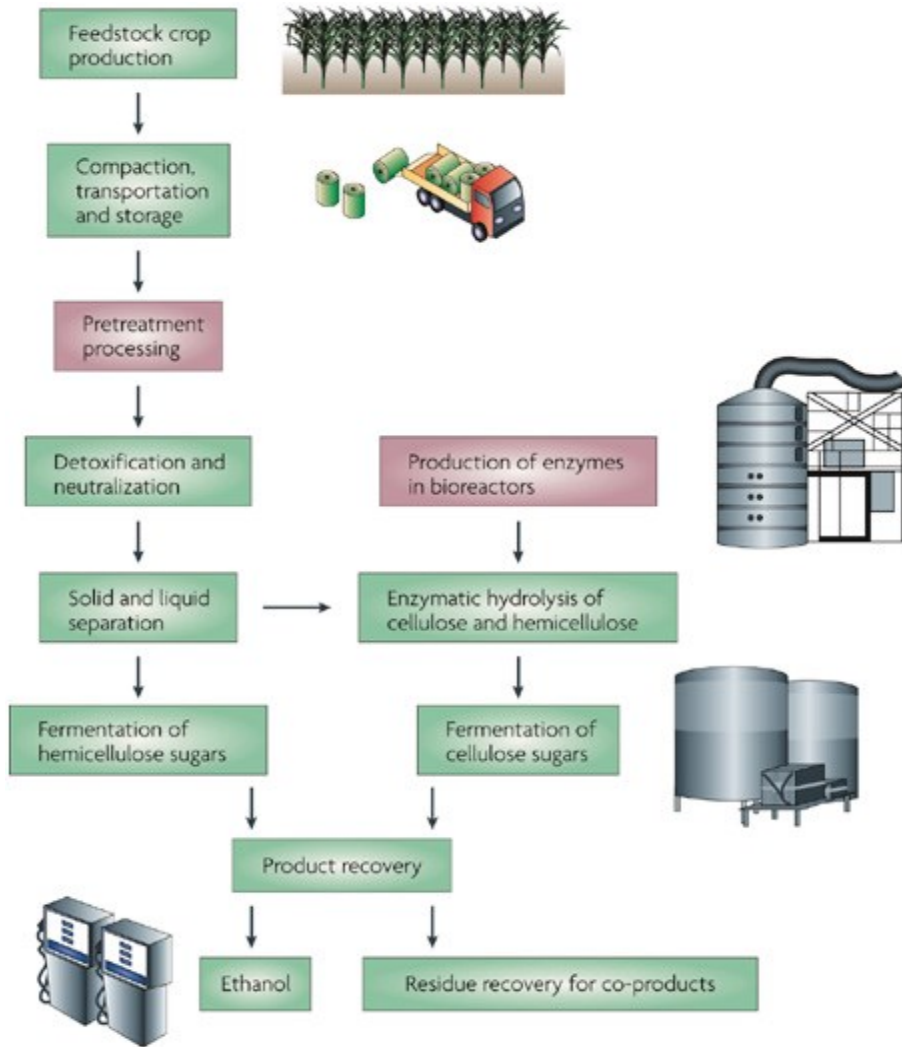 Feedstock crop
production
Compaction,
transportation
and storage
Pretreatment
processing
Detoxification and
neutralization
Production of enzymes
in bioreactors
Solid and liquid
separation
Enzymatic hydrolysis of
cellulose and hemicellulose
Fermentation of
hemicellulose sugars
Fermentation of
cellulose sugars
Product recovery
Ethanol
Residue recovery for co-products